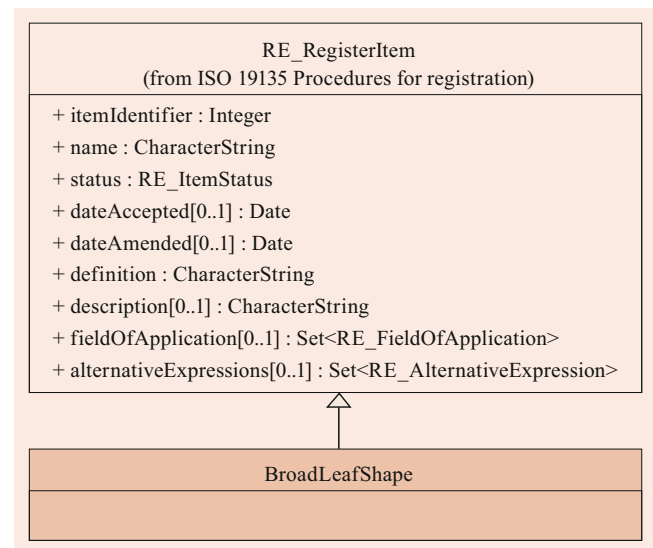 RE_RegisterItem
(from ISO 19135 Procedures for registration)
+ itemIdentifier : Integer
+ name : CharacterString
+ status : RE_ItemStatus
+ dateAccepted[0..1] : Date
+ dateAmended[0..1] : Date
+ definition : CharacterString
+ description[0..1] : CharacterString
+ fieldOfApplication[0..1] : Set<RE_FieldOfApplication>
+ alternativeExpressions[0..1] : Set<RE_AlternativeExpression>
BroadLeafShape